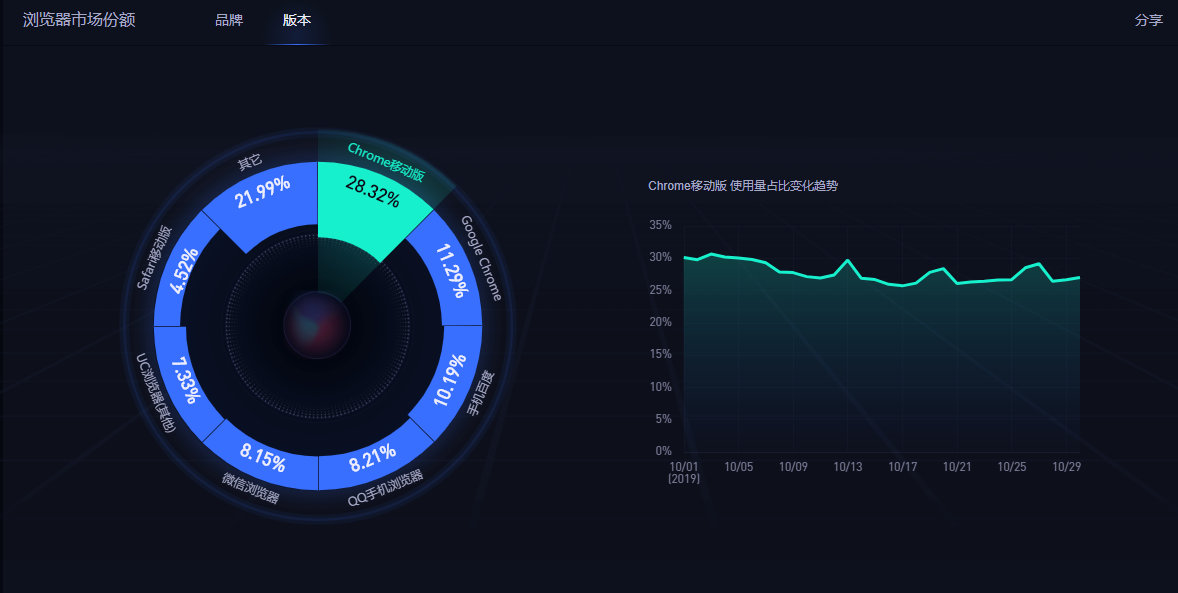 浏览器市场份额
品牌
版本
分享
Chrome移动版
28.32%
Google Chrome
11.29%
手机百度
10.19%
QQ手机浏览器
8.21%
微信浏览器
8.15%
UC浏览器(其他)
7.33%
Safari移动版
4.52%
其它
21.99%
Chrome移动版 使用量占比变化趋势
35%
30%
25%
20%
15%
10%
5%
0%
10/01
(2019)
10/05
10/09
10/13
10/17
10/21
10/25
10/29